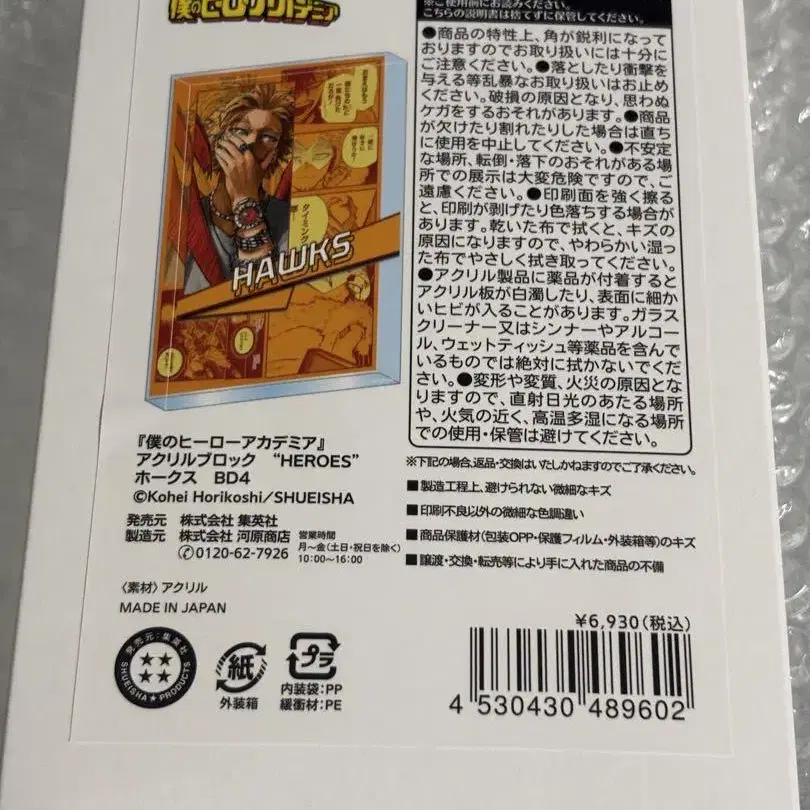 僕のヒーローアカデミア
※ご使用前にお読みください。
こちらの説明書は捨てずに保管してください。
●商品の特性上、角が鋭利になって
おりますのでお取り扱いには十分に
ご注意ください。●落としたり衝撃を
与える等乱暴なお取り扱いはお止め
ください。破損の原因となり、思わぬ
ケガをするおそれがあります。●商品
が欠けたり割れたりした場合は直ち
に使用を中止してください。●不安定
な場所、転倒・落下のおそれがある場
所での展示は大変危険ですので、ご
遠慮ください。●印刷面を強く擦る
と、印刷が剥げたり色落ちする場合が
あります。乾いた布で拭くと、キズの
原因になりますので、やわらかい湿っ
た布でやさしく拭き取ってください。
●アクリル製品に薬品が付着すると
アクリル板が白濁したり、表面に細か
いヒビが入ることがあります。ガラス
クリーナー又はシンナーやアルコー
ル、ウェットティッシュ等薬品を含んで
いるものでは絶対に拭かないでくだ
さい。●変形や変質、火災の原因とな
りますので、直射日光のあたる場所
や、火気の近く、高温多湿になる場所
での使用・保管は避けてください。
タイミング
HAWKS
『僕のヒーローアカデミア』
アクリルブロック “HEROES”
ホークス BD4
©Kohei Horikoshi/SHUEISHA
発売元 株式会社 集英社
製造元 株式会社 河原商店
0120-62-7926
営業時間
月〜金(土日・祝日を除く)
10:00〜16:00
※下記の場合、返品・交換はいたしかねますのでご了承ください。
■製造工程上、避けられない微細なキズ
■印刷不良以外の微細な色調違い
■商品保護材(包装OPP・保護フィルム・外装箱等)のキズ
■譲渡・交換・転売等により手に入れた商品の不備
〈素材〉アクリル
MADE IN JAPAN
発売元：集英社
SHUEISHA PRODUCTS
紙
外装箱
プラ
内装袋:PP
緩衝材:PE
¥6,930(税込)
4 530430 489602